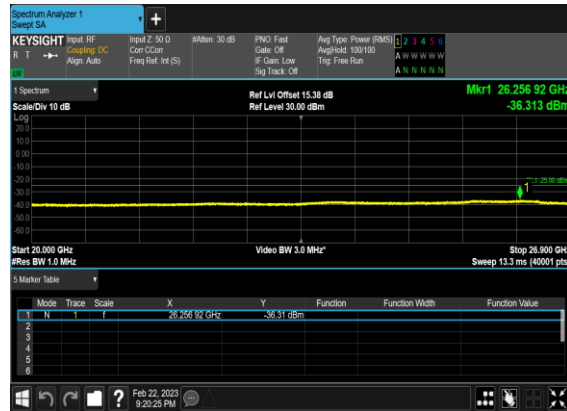 Spectrum Analyzer 1
Swept SA
+
KEYSIGHT Input: RF Input Z: 50 Ω #Atten: 30 dB PNO: Fast Avg Type: Power (RMS) 1 2 3 4 5 6
R T Coupling: DC Corr CCorr Gate: Off Avg|Hold: 100/100 A W W W W W
Align: Auto Freq Ref: Int (S) IF Gain: Low Trig: Free Run
Sig Track: Off A N N N N N
1 Spectrum Ref Lvl Offset 15.38 dB Mkr1 26.256 92 GHz
Scale/Div 10 dB Ref Level 30.00 dBm -36.313 dBm
Log
20.0
10.0
0.00
-10.0
-20.0
-25.00 dBm
1
-30.0
-40.0
-50.0
-60.0
Start 20.000 GHz Video BW 3.0 MHz* Stop 26.900 GHz
#Res BW 1.0 MHz Sweep 13.3 ms (40001 pts)
5 Marker Table
Mode Trace Scale X Y Function Function Width Function Value
1 N 1 f 26.256 92 GHz -36.31 dBm
2
3
4
5
6
? Feb 22, 2023
9:20:25 PM